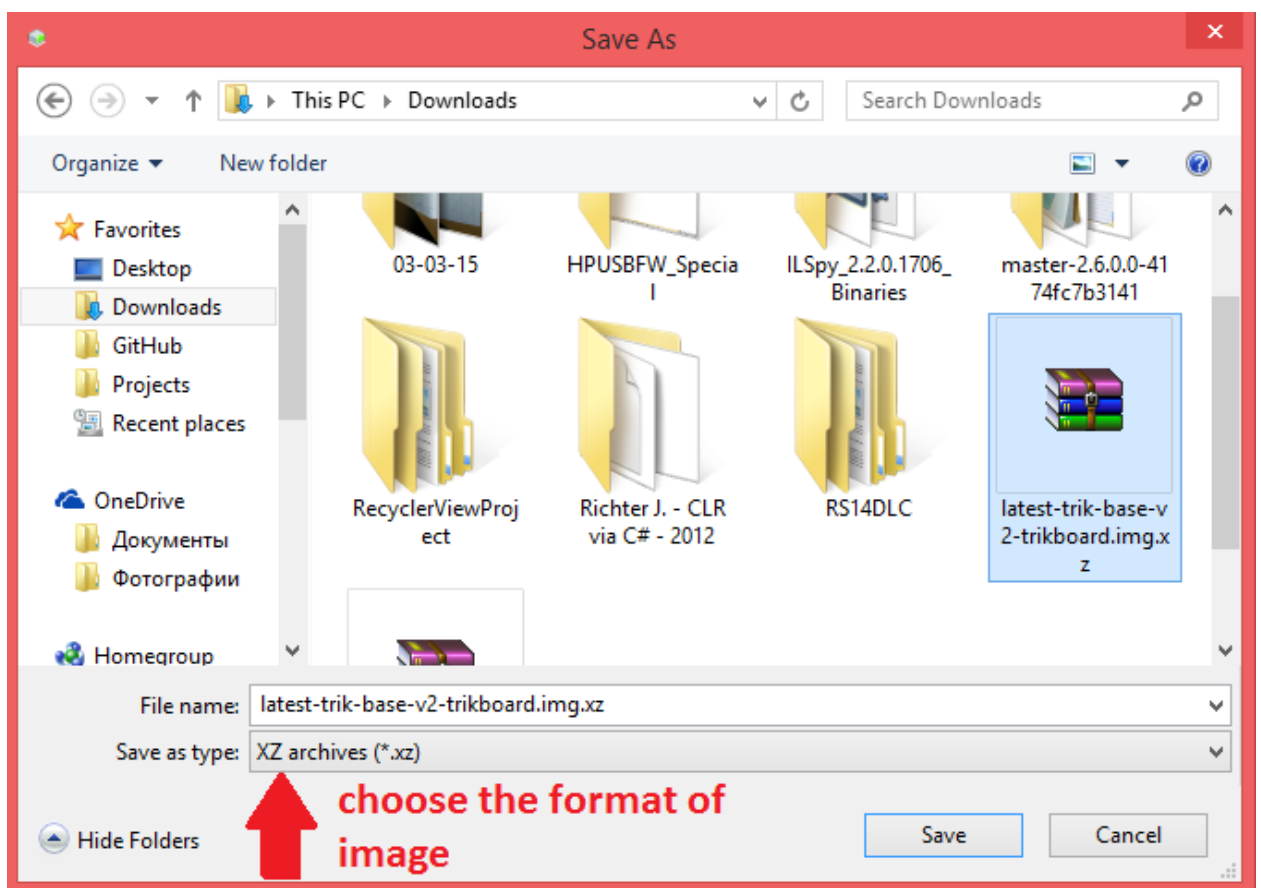 Save As
This PC
Downloads
Search Downloads
Organize
New folder
Favorites
Desktop
Downloads
GitHub
Projects
Recent places
OneDrive
Документы
Фотографии
Homegroup
03-03-15
HPUSBFW_Specia
l
ILSpy_2.2.0.1706_
Binaries
master-2.6.0.0-41
74fc7b3141
RecyclerViewProj
ect
Richter J. - CLR
via C# - 2012
RS14DLC
latest-trik-base-v
2-trikboard.img.x
z
File name: latest-trik-base-v2-trikboard.img.xz
Save as type: XZ archives (*.xz)
choose the format of
image
Hide Folders
Save
Cancel